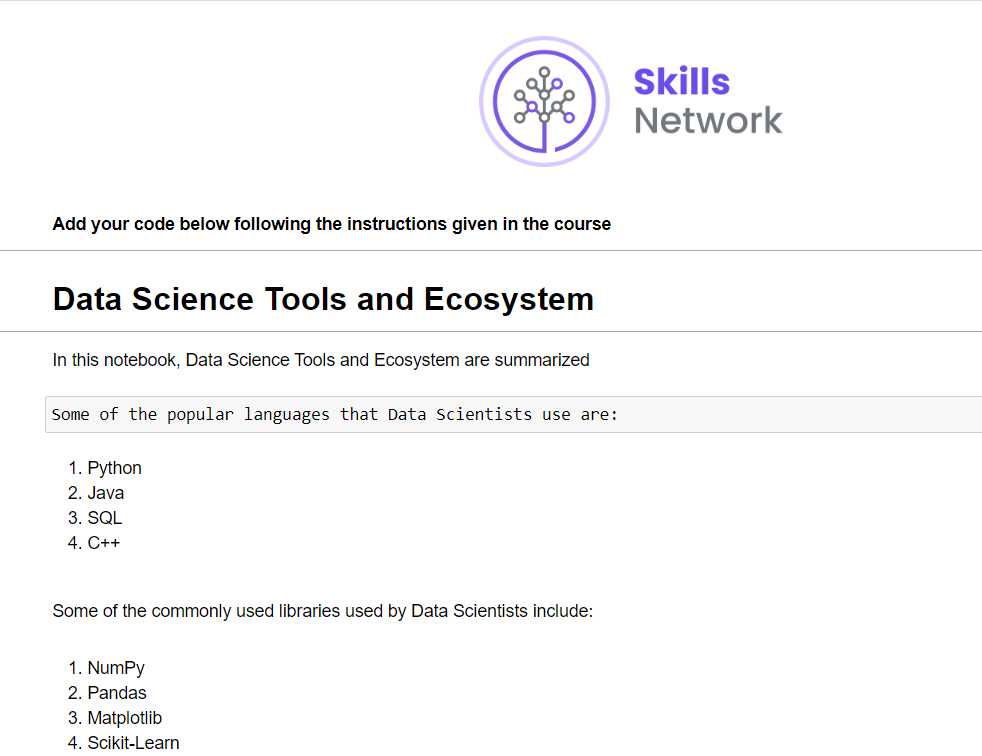 Skills
Network
Add your code below following the instructions given in the course
Data Science Tools and Ecosystem
In this notebook, Data Science Tools and Ecosystem are summarized
Some of the popular languages that Data Scientists use are:
1. Python
2. Java
3. SQL
4. C++
Some of the commonly used libraries used by Data Scientists include:
1. NumPy
2. Pandas
3. Matplotlib
4. Scikit-Learn